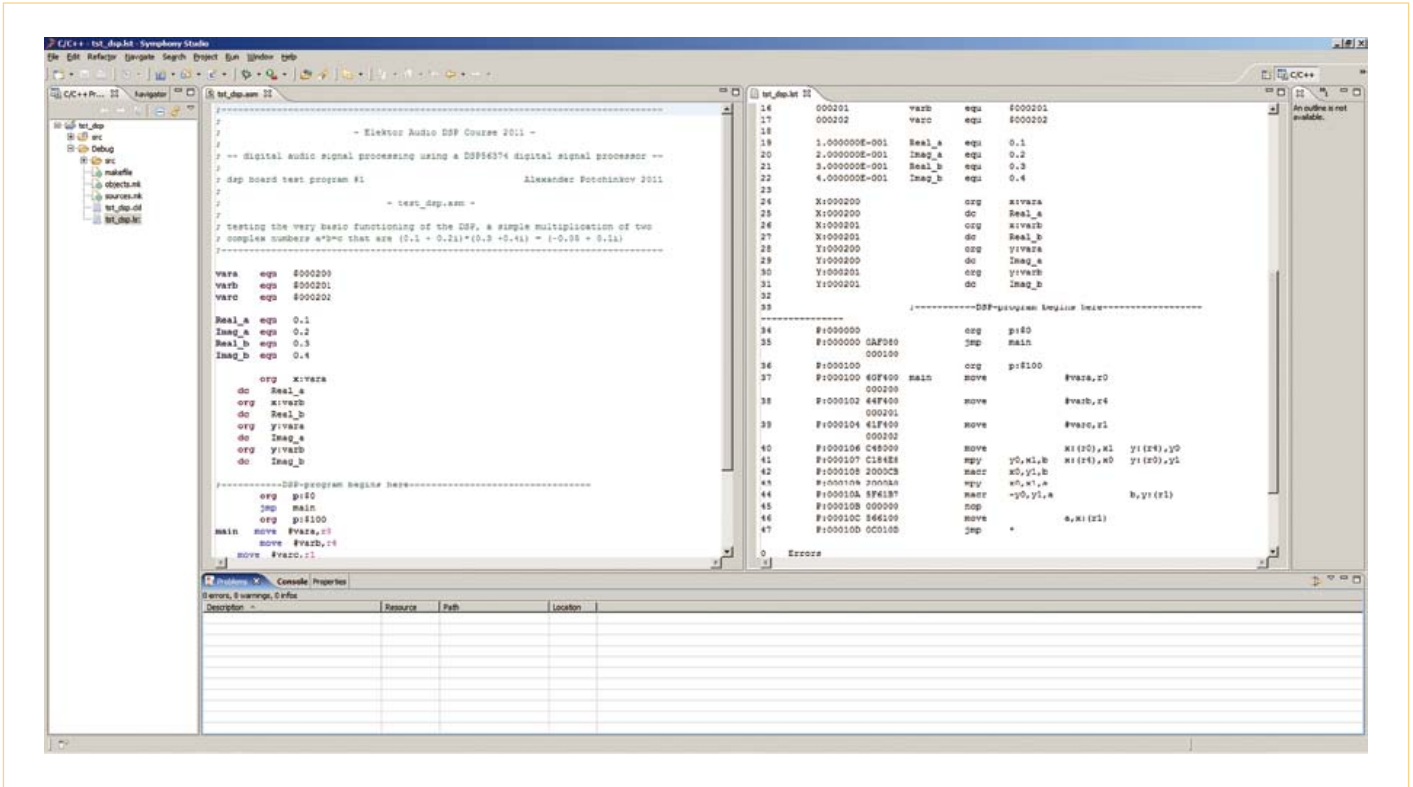 C/C++ - tst_dsp.lst - Symphony Studio
File Edit Refactor Navigate Search Project Run Window Help
C/C++
C/C++ Pr... Navigator
tst_dsp
src
Debug
src
makefile
objects.mk
sources.mk
tst_dsp.cld
tst_dsp.lst
tst_dsp.asm
;
; - Elektor Audio DSP Course 2011 -
;
; -- digital audio signal processing using a DSP56374 digital signal processor --
;
; dsp board test program #1 Alexander Potchinkov 2011
;
; - test_dsp.asm -
;
; testing the very basic functioning of the DSP, a simple multiplication of two
; complex numbers a*b=c that are (0.1 + 0.2i)*(0.3 +0.4i) = (-0.05 + 0.1i)
vara equ $000200
varb equ $000201
varc equ $000202
Real_a equ 0.1
Imag_a equ 0.2
Real_b equ 0.3
Imag_b equ 0.4
org x:vara
dc Real_a
org x:varb
dc Real_b
org y:vara
dc Imag_a
org y:varb
dc Imag_b
;-----------DSP-program begins here--------------------------------
org p:$0
jmp main
org p:$100
main move #vara,r0
move #varb,r4
move #varc,r1
tst_dsp.lst
16 000201 varb equ $000201
17 000202 varc equ $000202
18
19 1.000000E-001 Real_a equ 0.1
20 2.000000E-001 Imag_a equ 0.2
21 3.000000E-001 Real_b equ 0.3
22 4.000000E-001 Imag_b equ 0.4
23
24 X:000200 org x:vara
25 X:000200 dc Real_a
26 X:000201 org x:varb
27 X:000201 dc Real_b
28 Y:000200 org y:vara
29 Y:000200 dc Imag_a
30 Y:000201 org y:varb
31 Y:000201 dc Imag_b
32
33 ;-----------DSP-program begins here------------------
---------------
34 P:000000 org p:$0
35 P:000000 0AF080 jmp main
000100
36 P:000100 org p:$100
37 P:000100 60F400 main move #vara,r0
000200
38 P:000102 64F400 move #varb,r4
000201
39 P:000104 61F400 move #varc,r1
000202
40 P:000106 C48000 move x:(r0),x1 y:(r4),y0
41 P:000107 C184E8 mpy y0,x1,b x:(r4),x0 y:(r0),y1
42 P:000108 2000CB macr x0,y1,b
43 P:000109 2000A0 mpy x0,x1,a
44 P:00010A 5F61B7 macr -y0,y1,a b,y:(r1)
45 P:00010B 000000 nop
46 P:00010C 566100 move a,x:(r1)
47 P:00010D 0C010D jmp *
0 Errors
An outline is not
available.
Problems Console Properties
0 errors, 0 warnings, 0 infos
Description Resource Path Location